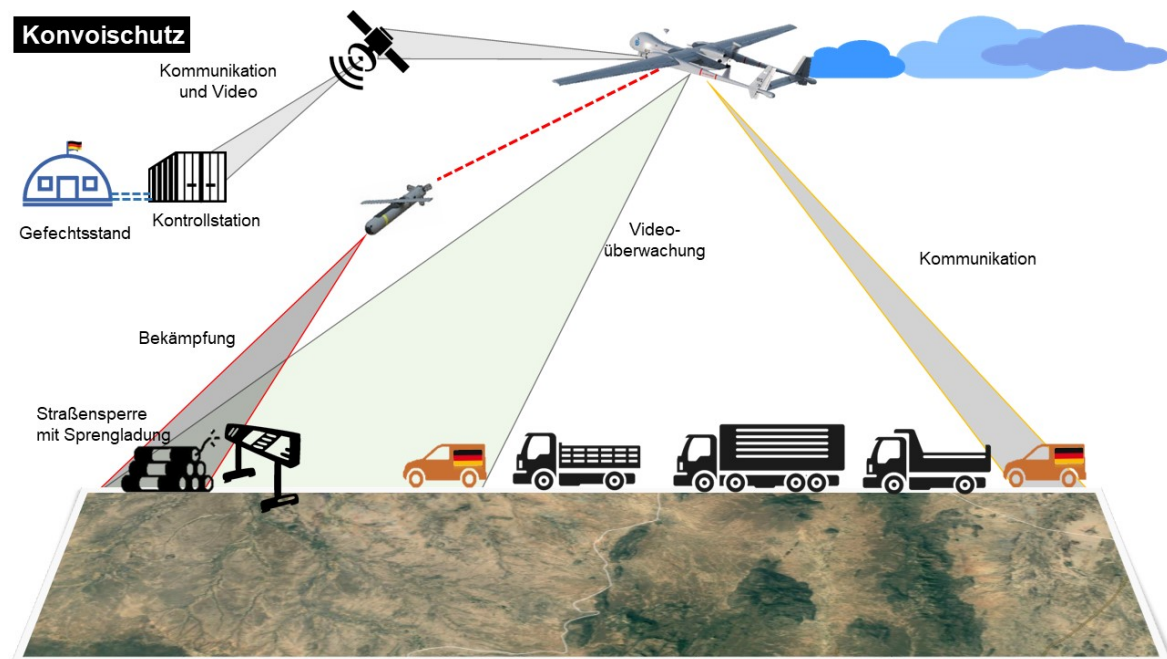 Konvoischutz
Kommunikation
und Video
Gefechtsstand
Kontrollstation
Video-
überwachung
Kommunikation
Bekämpfung
Straßensperre
mit Sprengladung